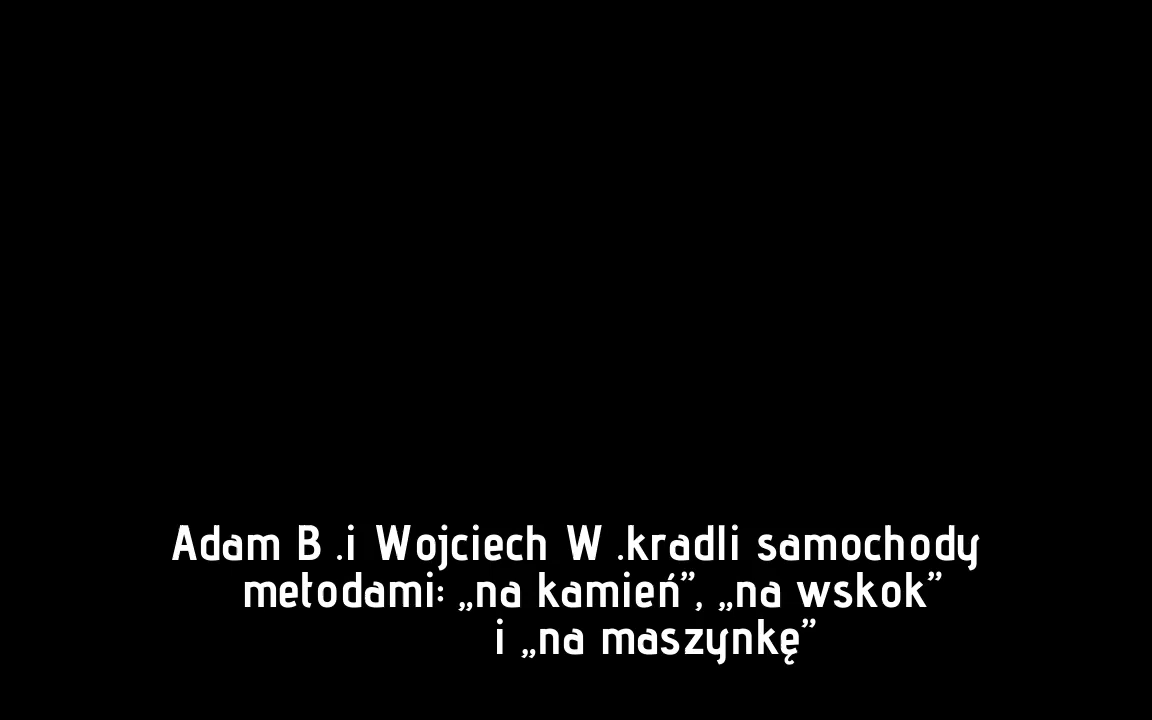 Adam B .i Wojciech W .kradli samochody
metodami: „na kamień”, „na wskok”
i „na maszynkę”